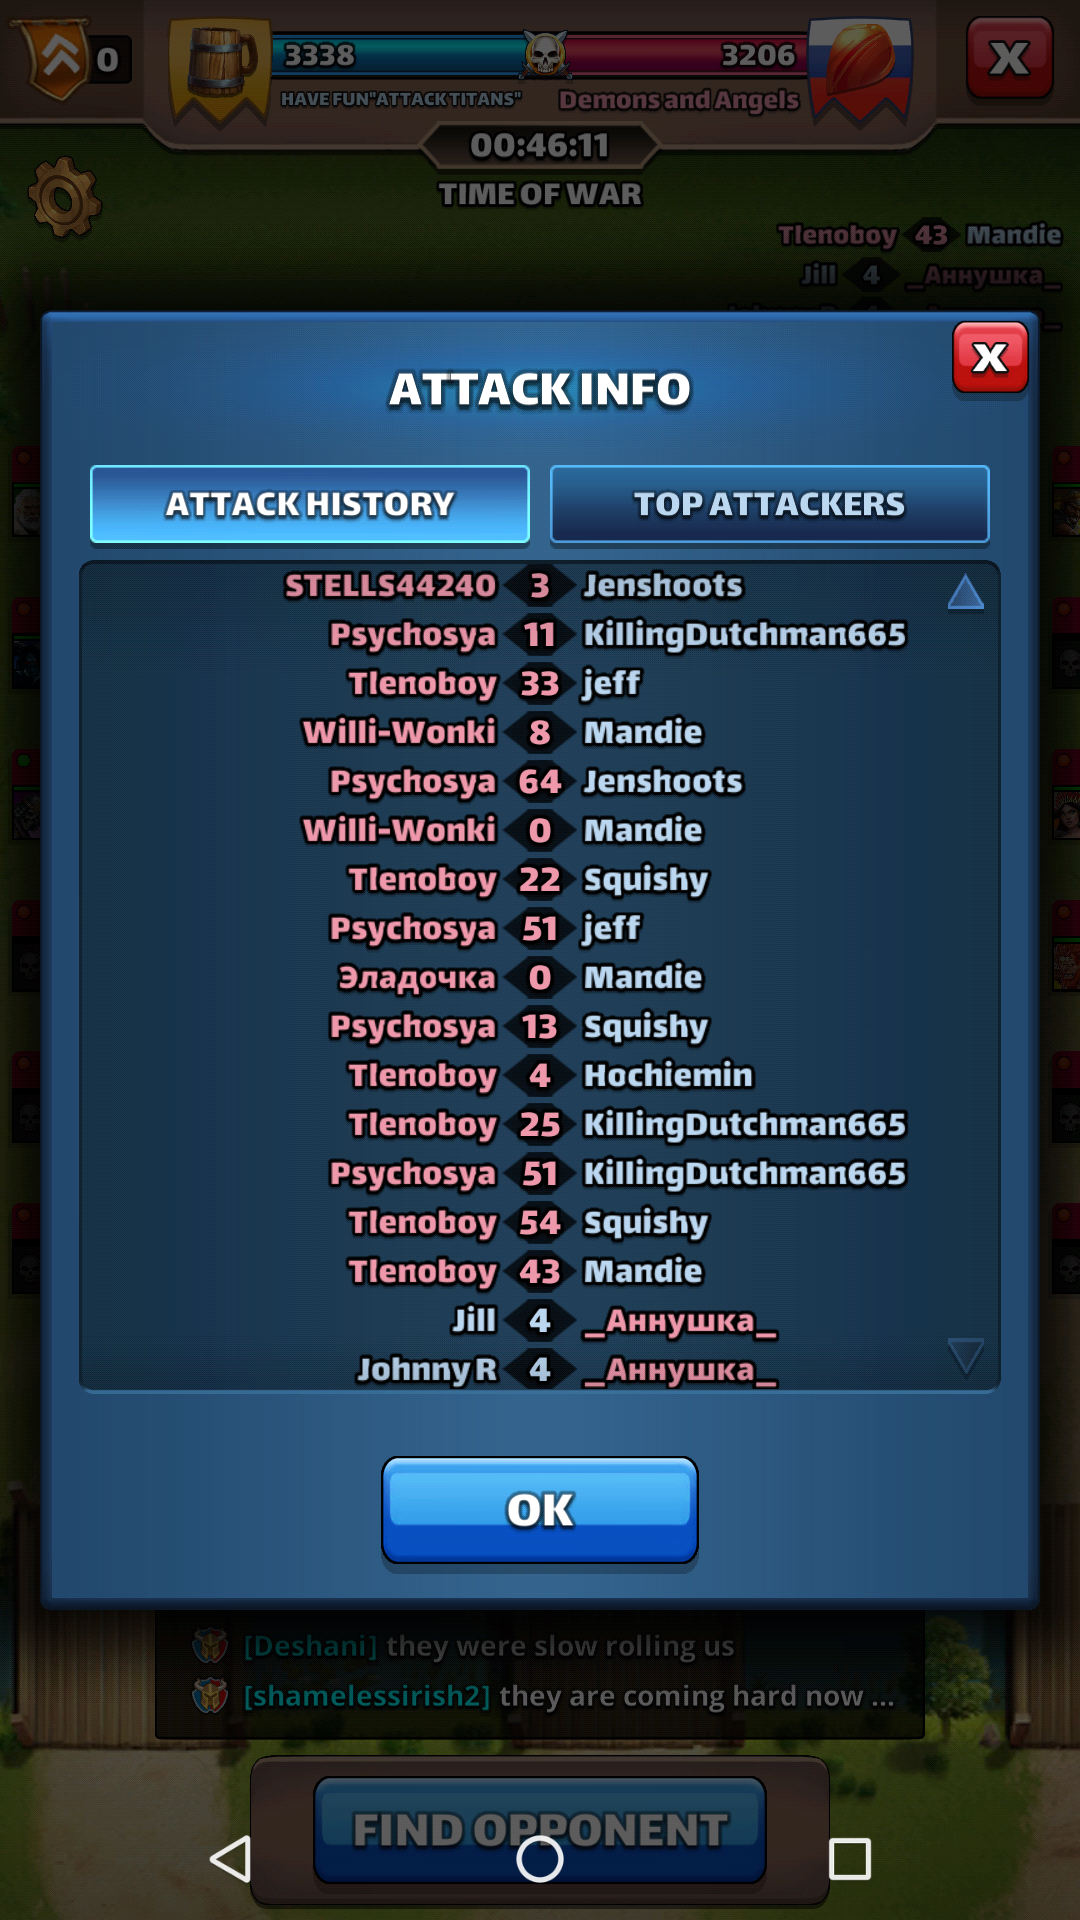 0
3338
3206
X
HAVE FUN"ATTACK TITANS"
Demons and Angels
00:46:11
TIME OF WAR
Tlenoboy 43 Mandie
Jill 4 _Аннушка_
ATTACK INFO
X
ATTACK HISTORY
TOP ATTACKERS
STELLS44240 3 Jenshoots
Psychosya 11 KillingDutchman665
Tlenoboy 33 jeff
Willi-Wonki 8 Mandie
Psychosya 64 Jenshoots
Willi-Wonki 0 Mandie
Tlenoboy 22 Squishy
Psychosya 51 jeff
Эладочка 0 Mandie
Psychosya 13 Squishy
Tlenoboy 4 Hochiemin
Tlenoboy 25 KillingDutchman665
Psychosya 51 KillingDutchman665
Tlenoboy 54 Squishy
Tlenoboy 43 Mandie
Jill 4 _Аннушка_
Johnny R 4 _Аннушка_
OK
[Deshani] they were slow rolling us
[shamelessirish2] they are coming hard now ...
FIND OPPONENT